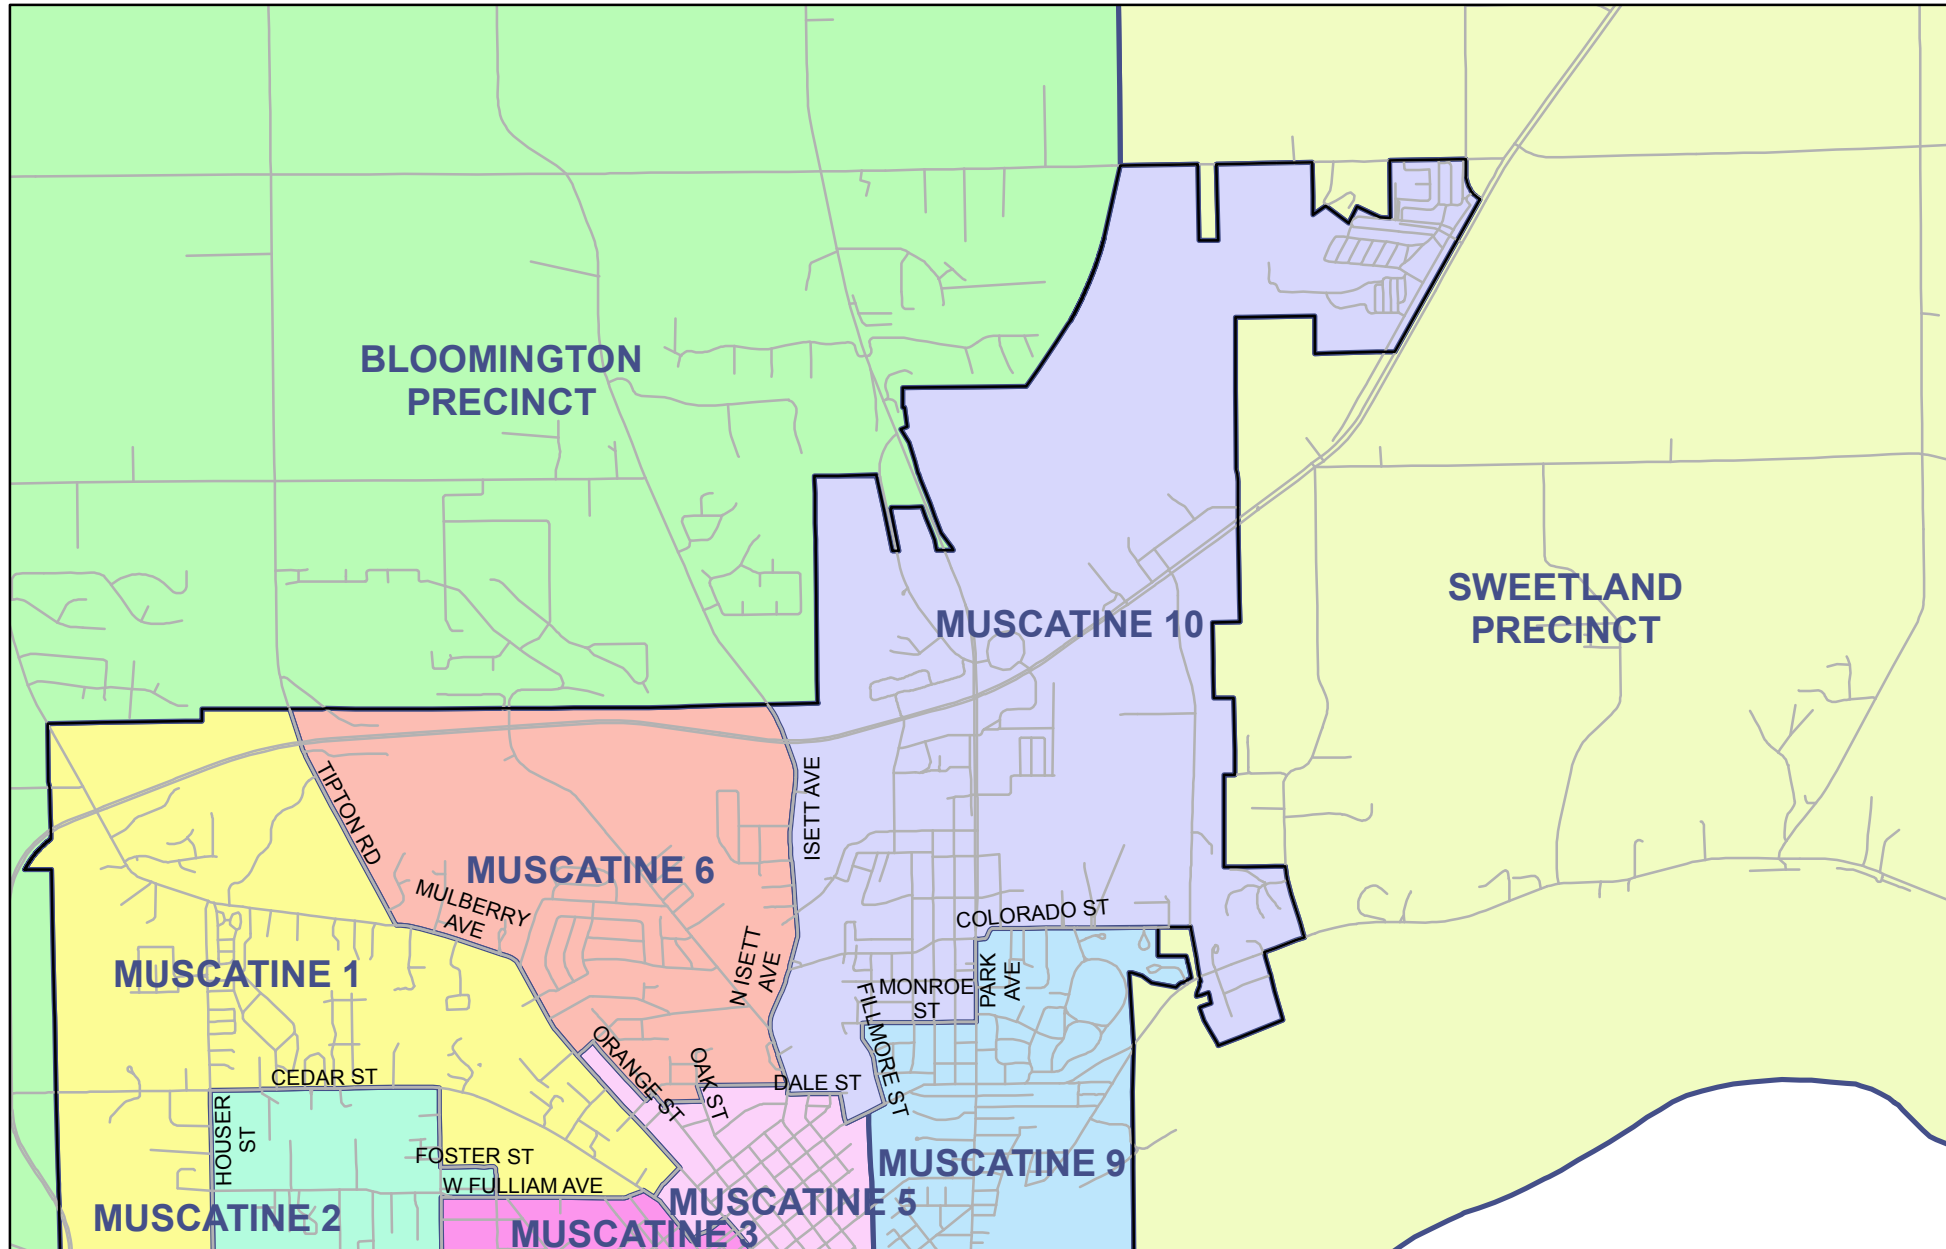 BLOOMINGTON
PRECINCT
SWEETLAND
PRECINCT
MUSCATINE 10
ISETT AVE
TIPTON RD
MUSCATINE 6
MULBERRY
AVE
COLORADO ST
N ISETT
AVE
MUSCATINE 1
PARK
AVE
MONROE
ST
FILLMORE ST
ORANGE ST
OAK ST
DALE ST
CEDAR ST
HOUSER
ST
FOSTER ST
W FULLIAM AVE
MUSCATINE 9
MUSCATINE 5
MUSCATINE 2
MUSCATINE 3